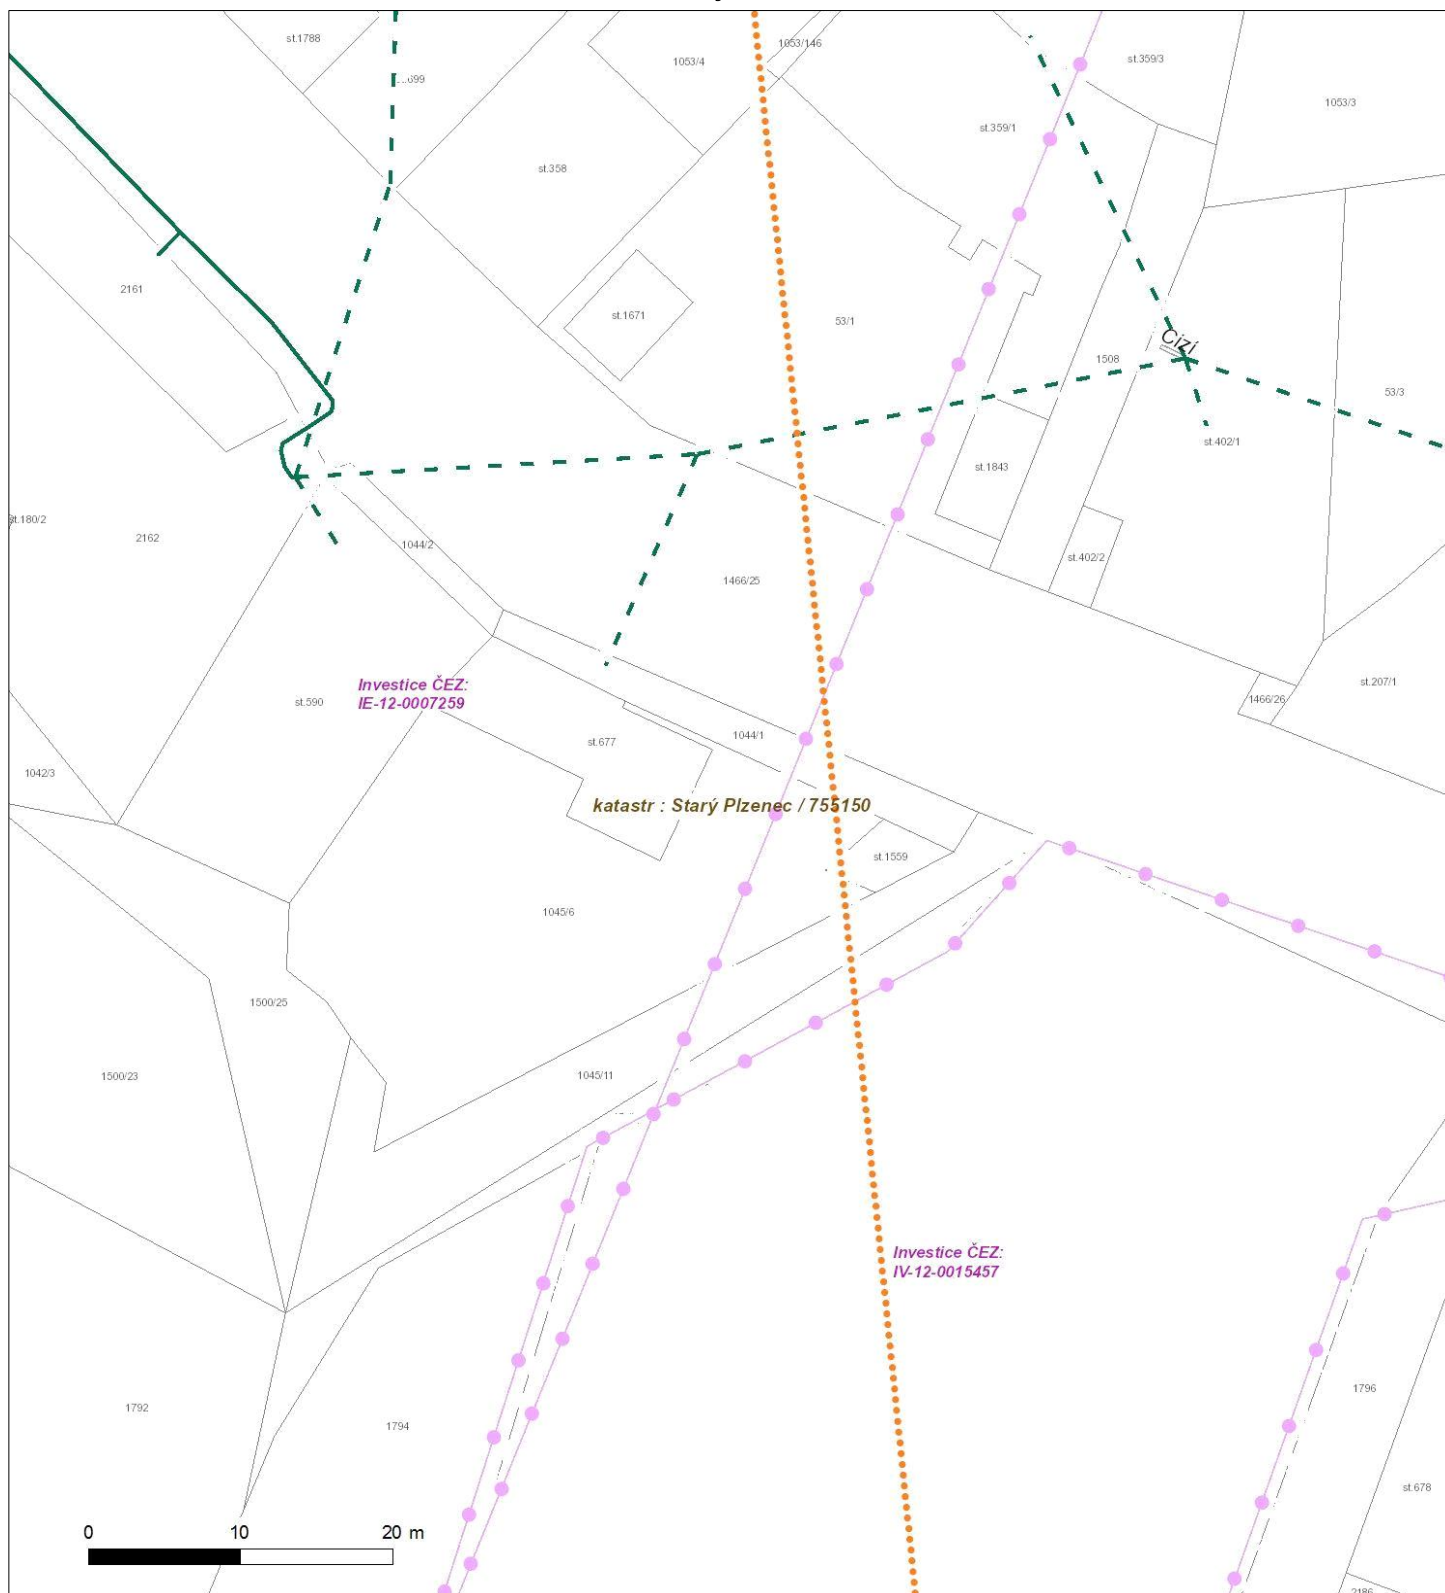 st.1788
1053/146
st.359/3
1053/4
1053/3
st.359/1
st.358
2161
st.1671
53/1
Cizí
1508
53/3
st.402/1
st.1843
st.180/2
2162
1044/2
st.402/2
1466/25
Investice ČEZ:
IE-12-0007259
st.590
st.207/1
1466/26
1044/1
st.677
1042/3
katastr : Starý Plzenec / 755150
st.1559
1045/6
1500/25
1500/23
1045/11
Investice ČEZ:
IV-12-0015457
1796
1792
1794
st.678
0 10 20 m